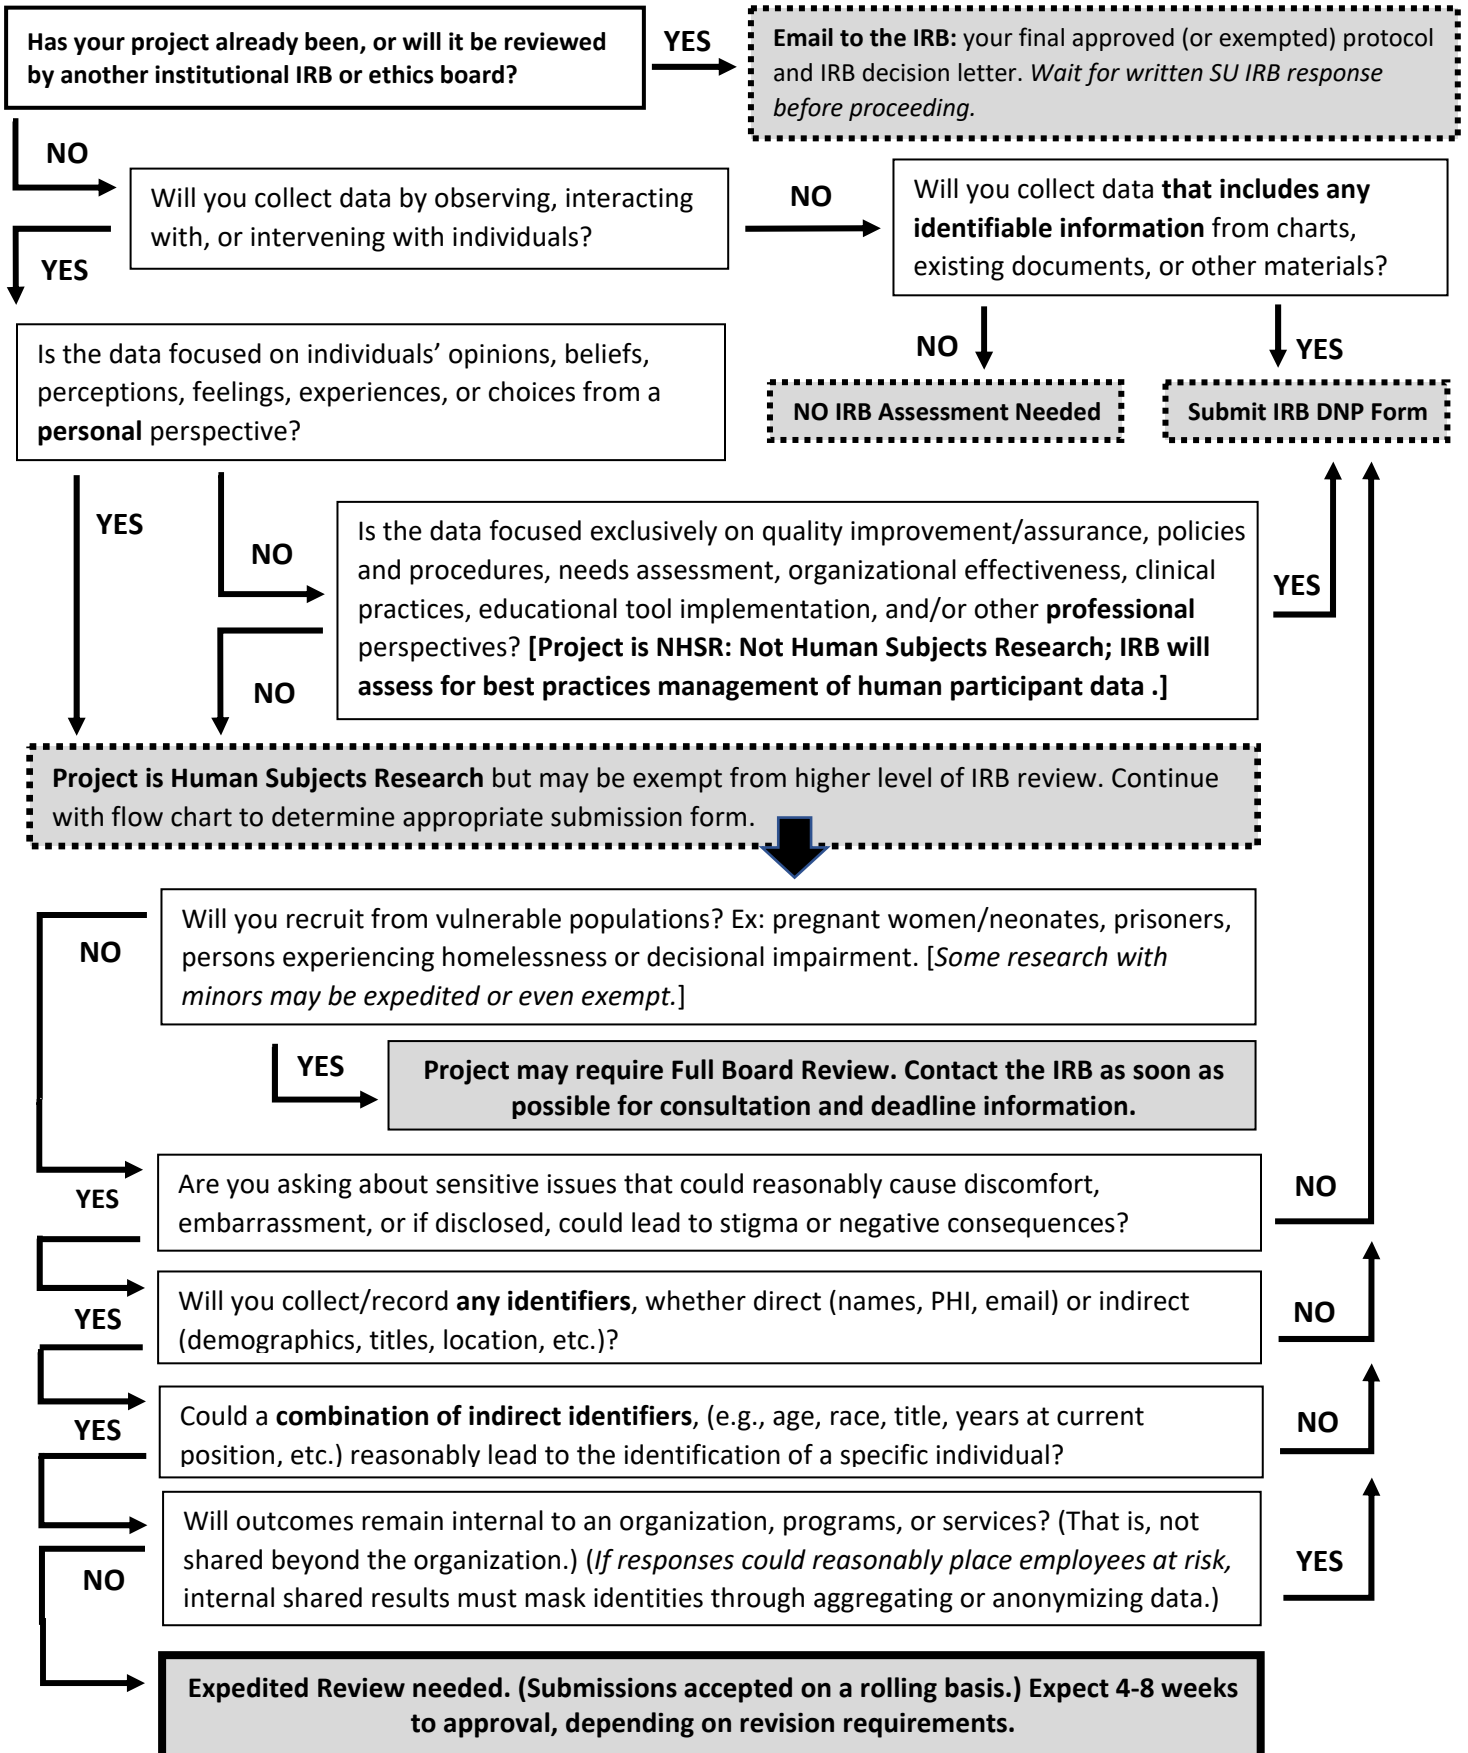 Has your project already been, or will it be reviewed
by another institutional IRB or ethics board?
YES
Email to the IRB: your final approved (or exempted) protocol
and IRB decision letter. Wait for written SU IRB response
before proceeding.
NO
Will you collect data by observing, interacting
with, or intervening with individuals?
NO
Will you collect data that includes any
identifiable information from charts,
existing documents, or other materials?
YES
NO
YES
Is the data focused on individuals’ opinions, beliefs,
perceptions, feelings, experiences, or choices from a
personal perspective?
NO IRB Assessment Needed
Submit IRB DNP Form
YES
NO
Is the data focused exclusively on quality improvement/assurance, policies
and procedures, needs assessment, organizational effectiveness, clinical
practices, educational tool implementation, and/or other professional
perspectives? [Project is NHSR: Not Human Subjects Research; IRB will
assess for best practices management of human participant data .]
YES
NO
Project is Human Subjects Research but may be exempt from higher level of IRB review. Continue
with flow chart to determine appropriate submission form.
NO
Will you recruit from vulnerable populations? Ex: pregnant women/neonates, prisoners,
persons experiencing homelessness or decisional impairment. [Some research with
minors may be expedited or even exempt.]
YES
Project may require Full Board Review. Contact the IRB as soon as
possible for consultation and deadline information.
YES
Are you asking about sensitive issues that could reasonably cause discomfort,
embarrassment, or if disclosed, could lead to stigma or negative consequences?
NO
YES
Will you collect/record any identifiers, whether direct (names, PHI, email) or indirect
(demographics, titles, location, etc.)?
NO
YES
Could a combination of indirect identifiers, (e.g., age, race, title, years at current
position, etc.) reasonably lead to the identification of a specific individual?
NO
NO
Will outcomes remain internal to an organization, programs, or services? (That is, not
shared beyond the organization.) (If responses could reasonably place employees at risk,
internal shared results must mask identities through aggregating or anonymizing data.)
YES
Expedited Review needed. (Submissions accepted on a rolling basis.) Expect 4-8 weeks
to approval, depending on revision requirements.